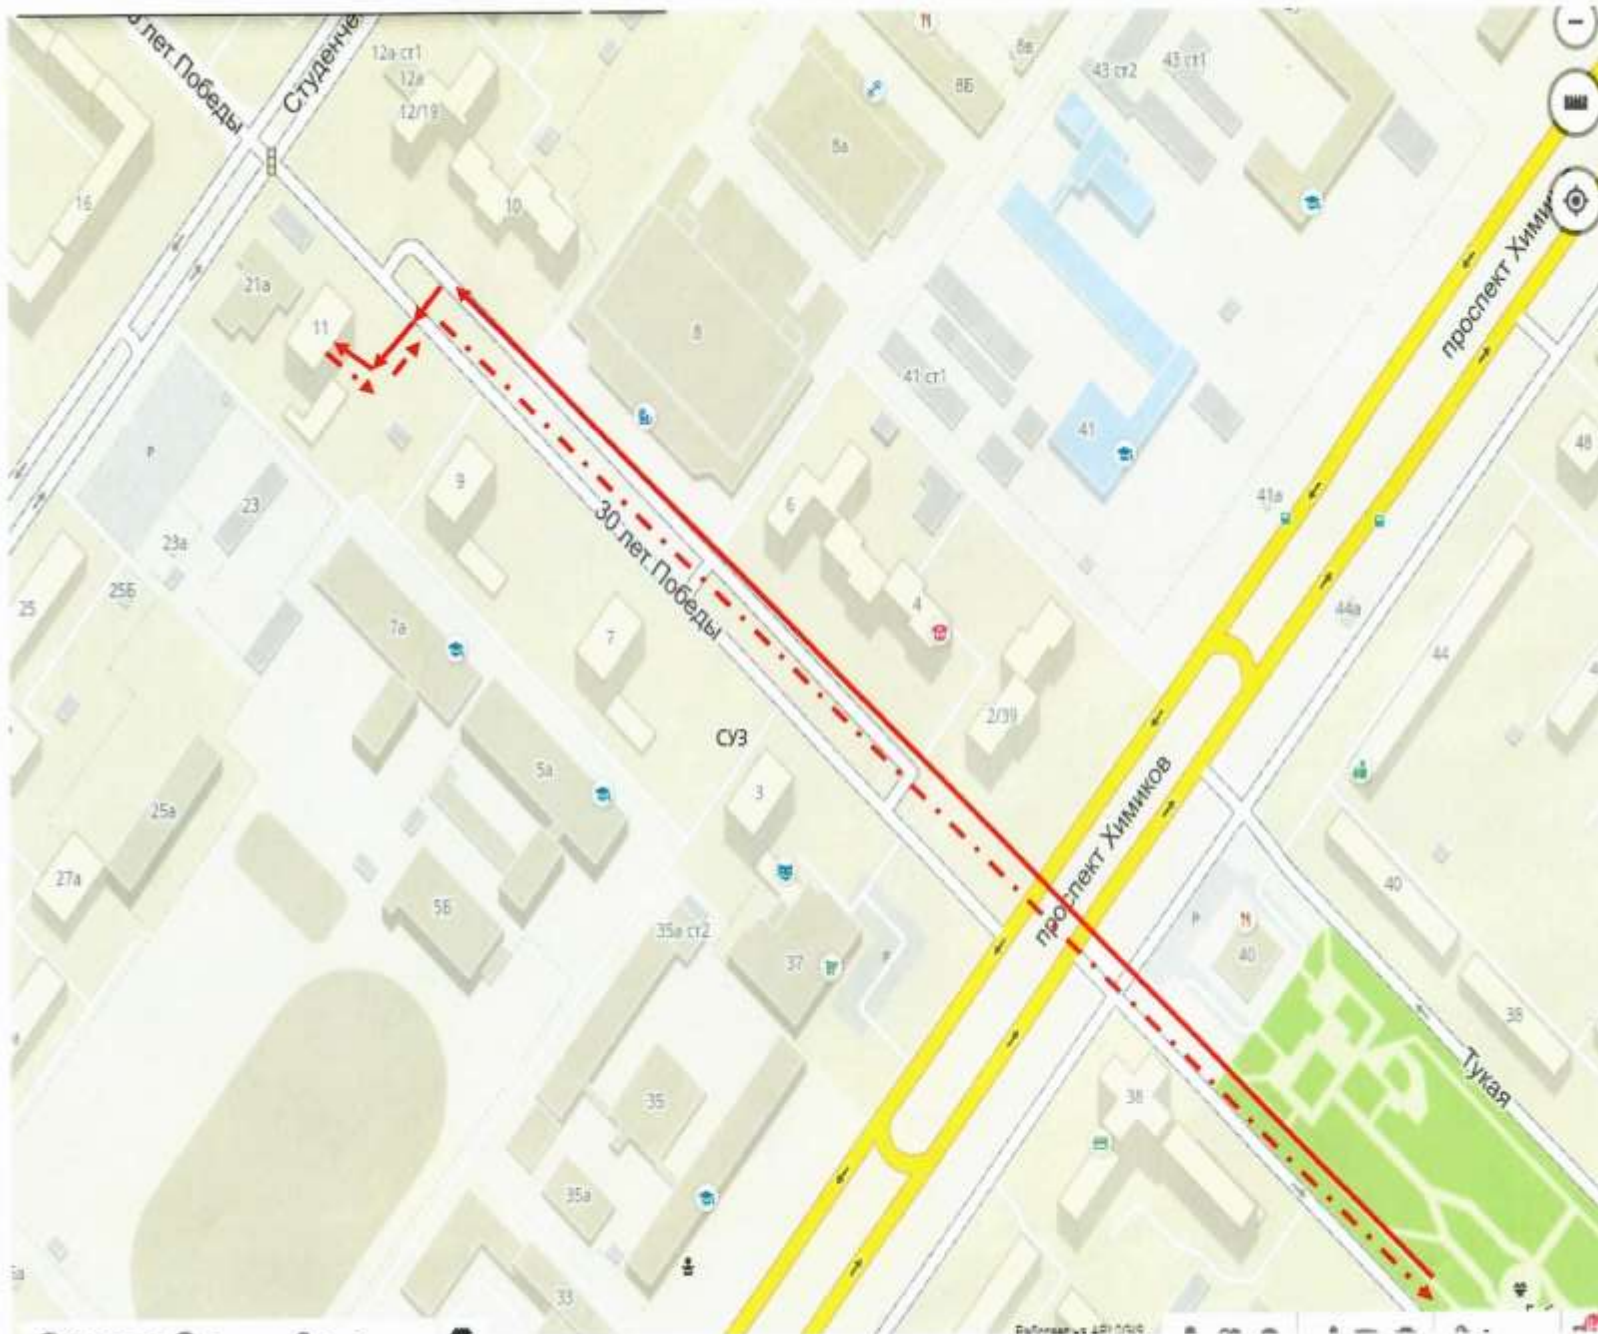 лет Победы
Студенче
12а ст1
12а
12/19
8в
8Б
43 ст2
43 ст1
8а
16
10
21а
11
проспект Хими
8
41 ст1
41
9
6
48
41а
23
23а
30 лет Победы
25
25Б
4
44а
7а
7
44
2/39
СУЗ
5а
3
25а
проспект Химиков
27а
40
5Б
35а ст2
Р
37
Р
40
38
Тукая
35
38
35а
33
Р